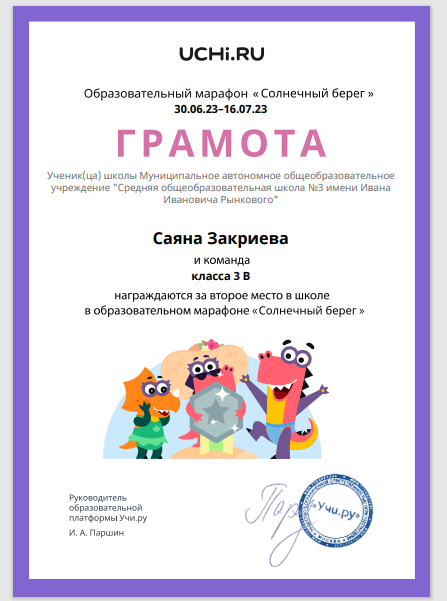 UCHi.RU
Образовательный марафон «Солнечный берег»
30.06.23–16.07.23
ГРАМОТА
Ученик(ца) школы Муниципальное автономное общеобразовательное
учреждение "Средняя общеобразовательная школа №3 имени Ивана
Ивановича Рынкового"
Саяна Закриева
и команда
класса 3 В
награждаются за второе место в школе
в образовательном марафоне «Солнечный берег»
Руководитель
образовательной
платформы Учи.ру
И. А. Паршин
«Учи.ру»